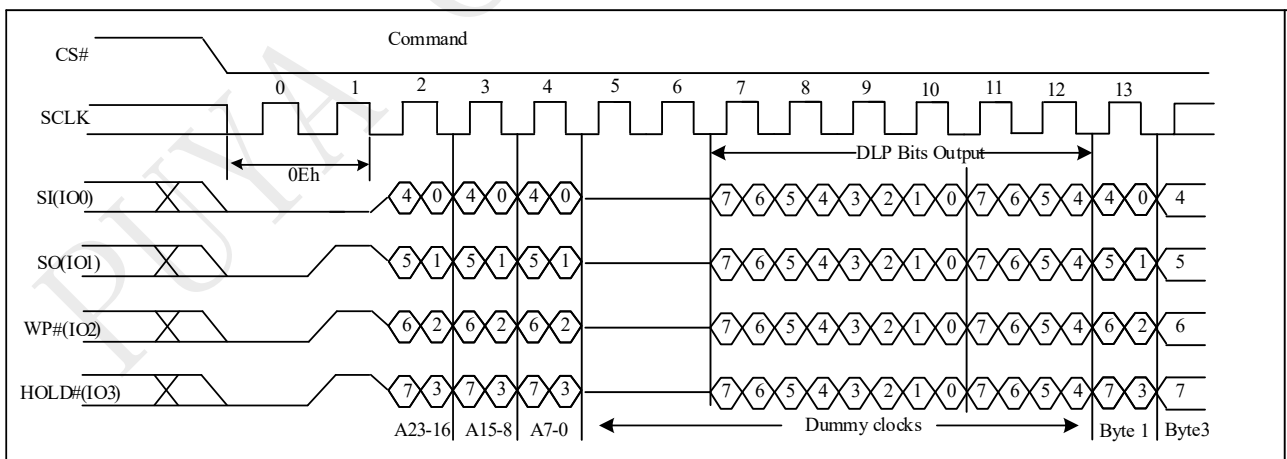 Command
CS#
0 1 2 3 4 5 6 7 8 9 10 11 12 13
SCLK
0Eh
DLP Bits Output
SI(IO0)
4 0 4 0 4 0 7 6 5 4 3 2 1 0 7 6 5 4 4 0 4
SO(IO1)
5 1 5 1 5 1 7 6 5 4 3 2 1 0 7 6 5 4 5 1 5
WP#(IO2)
6 2 6 2 6 2 7 6 5 4 3 2 1 0 7 6 5 4 6 2 6
HOLD#(IO3)
7 3 7 3 7 3 7 6 5 4 3 2 1 0 7 6 5 4 7 3 7
A23-16 A15-8 A7-0 Dummy clocks Byte 1 Byte3
PUYA